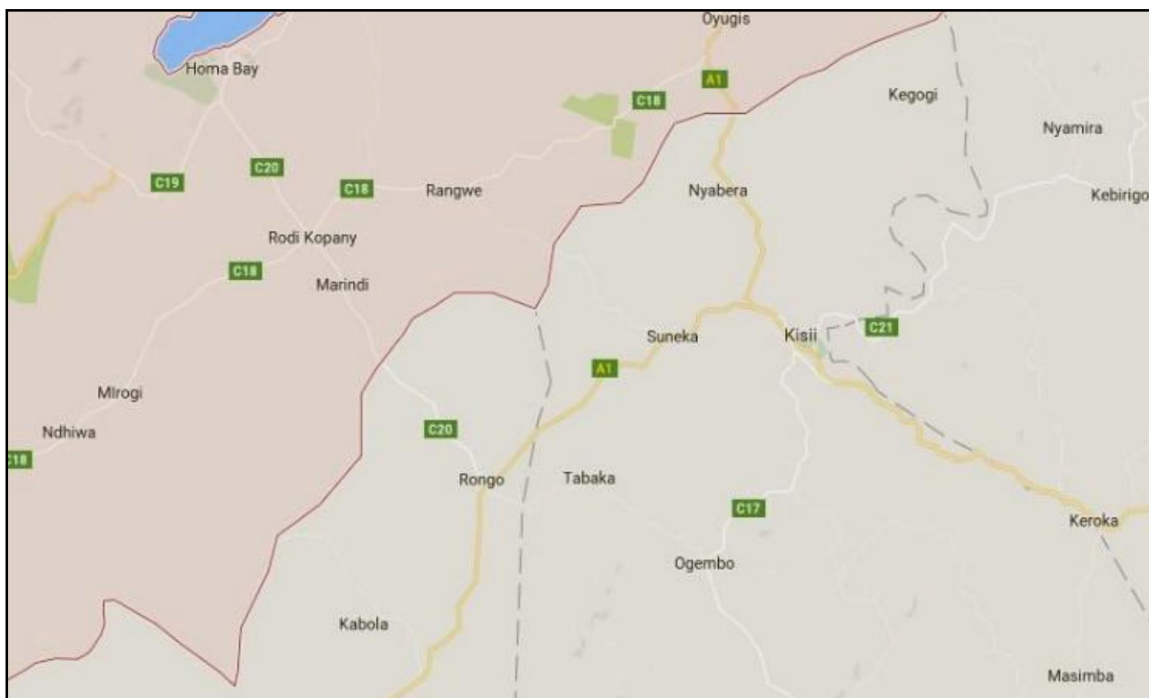 Oyugis
Homa Bay
A1
Kegogi
C18
Nyamira
C20
C19
C18
Rangwe
Nyabera
Kebirigo
Rodi Kopany
C18
Marindi
C21
Suneka
Kisii
A1
MIrogi
C20
Ndhiwa
C18
Rongo
Tabaka
C17
Keroka
Ogembo
Kabola
Masimba